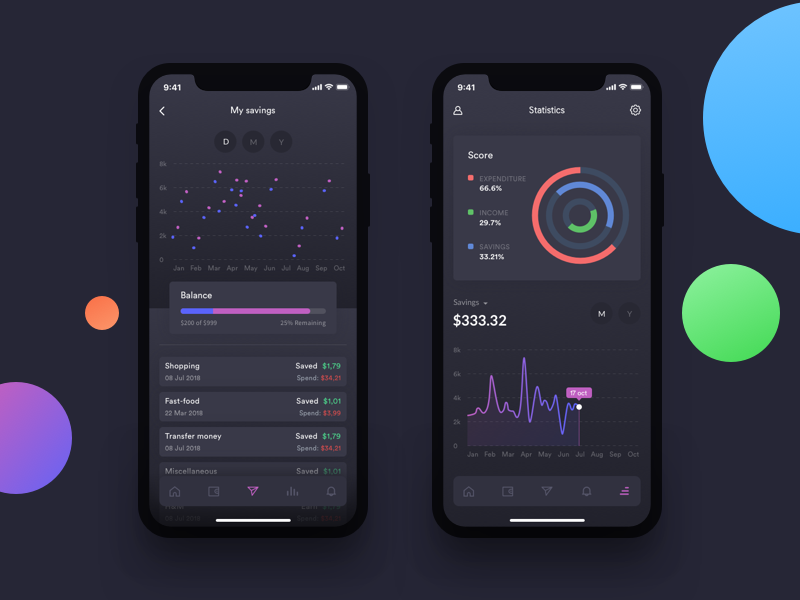 9:41
My savings
D M Y
8k
6k
4k
2k
0
Jan Feb Mar Apr May Jun Jul Aug Sep Oct
Balance
$200 of $999 25% Remaining
Shopping Saved $1,79
08 Jul 2018 Spend: $34,21
Fast-food Saved $1,01
22 Mar 2018 Spend: $3.99
Transfer money Saved $1,79
08 Jul 2018 Spend: $34,21
Miscellaneous Saved $1,01
9:41
Statistics
Score
EXPENDITURE
66.6%
INCOME
29.7%
SAVINGS
33.21%
Savings
$333.32
M Y
8k
6k
4k
2k
0
17 oct
Jan Feb Mar Apr May Jun Jul Aug Sep Oct